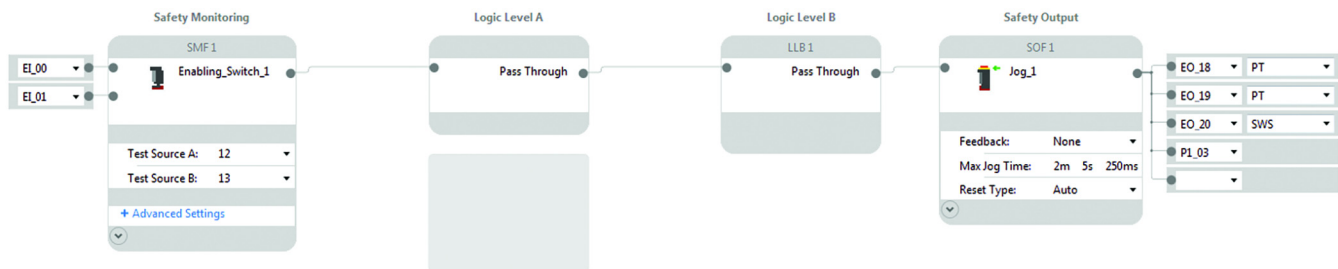 Safety Monitoring
Logic Level A
Logic Level B
Safety Output
SMF 1
LLB 1
SOF 1
EI_00
EI_01
Enabling_Switch_1
Pass Through
Pass Through
Jog_1
EO_18 PT
EO_19 PT
EO_20 SWS
P1_03
Test Source A: 12
Test Source B: 13
+ Advanced Settings
Feedback: None
Max Jog Time: 2m 5s 250ms
Reset Type: Auto